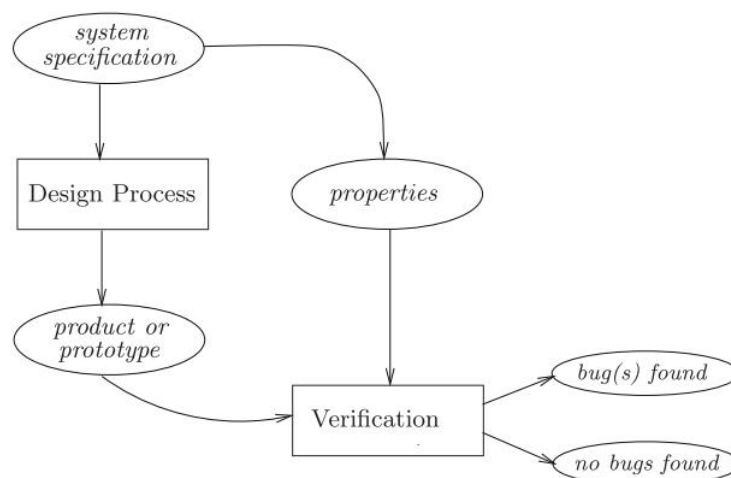 system
specification
Design Process
properties
product or
prototype
Verification
bug(s) found
no bugs found